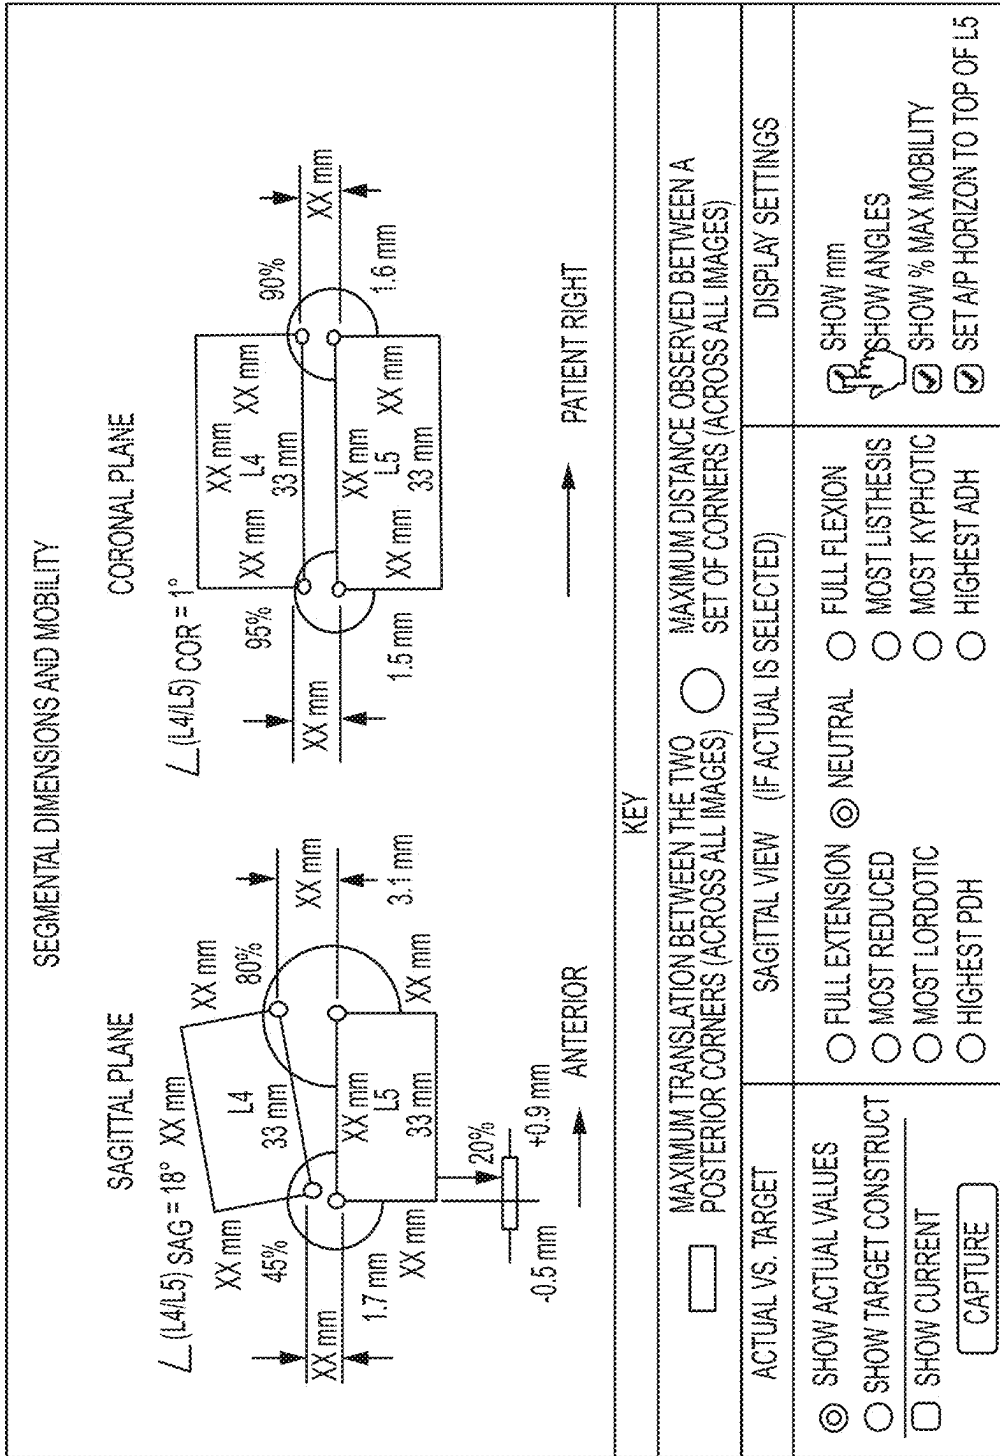 SEGMENTAL DIMENSIONS AND MOBILITY
SAGITTAL PLANE
∠(L4/L5) SAG = 18°
XX mm
XX mm
XX mm
L4
33 mm
45%
80%
XX mm
XX mm
XX mm
L5
33 mm
1.7 mm
3.1 mm
XX mm
XX mm
20%
-0.5 mm
+0.9 mm
ANTERIOR
CORONAL PLANE
∠(L4/L5) COR = 1°
XX mm
XX mm
L4
XX mm
33 mm
95%
90%
XX mm
XX mm
XX mm
L5
XX mm
XX mm
33 mm
1.5 mm
1.6 mm
PATIENT RIGHT
KEY
MAXIMUM TRANSLATION BETWEEN THE TWO
POSTERIOR CORNERS (ACROSS ALL IMAGES)
MAXIMUM DISTANCE OBSERVED BETWEEN A
SET OF CORNERS (ACROSS ALL IMAGES)
ACTUAL VS. TARGET
SHOW ACTUAL VALUES
SHOW TARGET CONSTRUCT
SHOW CURRENT
CAPTURE
SAGITTAL VIEW (IF ACTUAL IS SELECTED)
FULL EXTENSION
NEUTRAL
FULL FLEXION
MOST REDUCED
MOST LISTHESIS
MOST LORDOTIC
MOST KYPHOTIC
HIGHEST PDH
HIGHEST ADH
DISPLAY SETTINGS
SHOW mm
SHOW ANGLES
SHOW % MAX MOBILITY
SET A/P HORIZON TO TOP OF L5